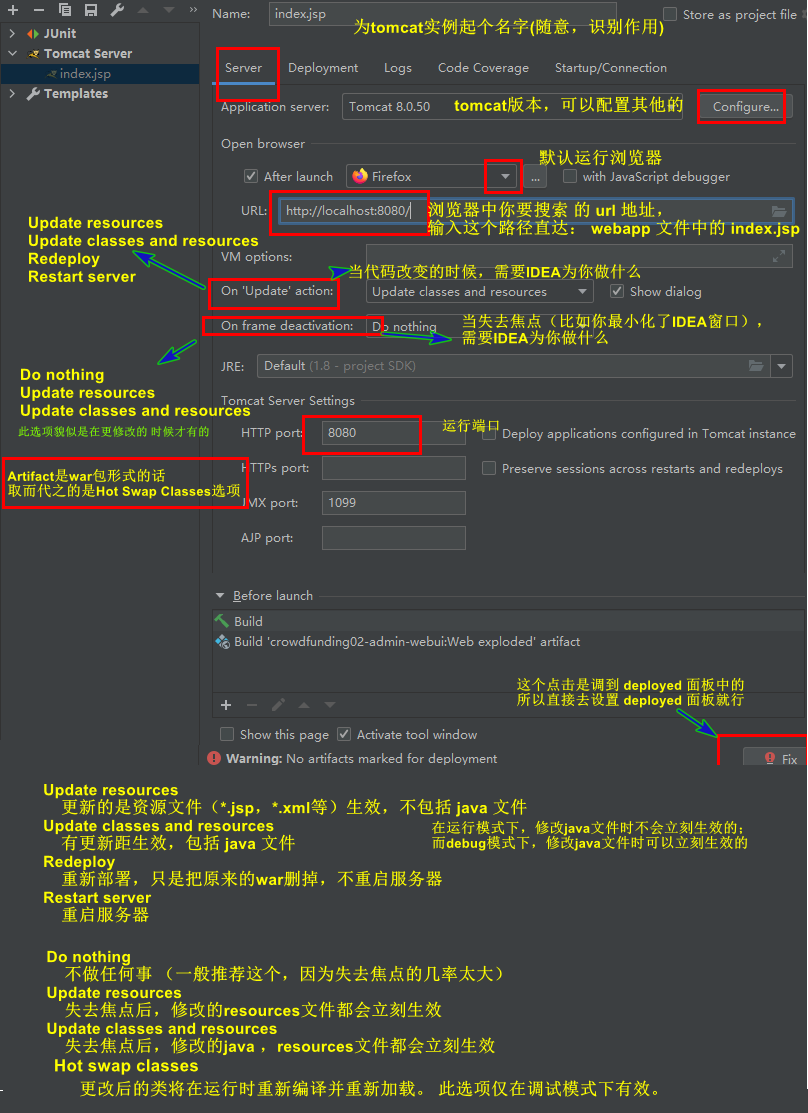 Name: index.jsp
Store as project file
为tomcat实例起个名字(随意，识别作用)
JUnit
Tomcat Server
index.jsp
Templates
Server Deployment Logs Code Coverage Startup/Connection
Application server: Tomcat 8.0.50 tomcat版本，可以配置其他的 Configure...
Open browser
默认运行浏览器
After launch Firefox ... with JavaScript debugger
URL: http://localhost:8080/
浏览器中你要搜索 的 url 地址，
输入这个路径直达： webapp 文件中的 index.jsp
Update resources
Update classes and resources
Redeploy
Restart server
VM options:
当代码改变的时候，需要IDEA为你做什么
On 'Update' action: Update classes and resources Show dialog
On frame deactivation: Do nothing
当失去焦点（比如你最小化了IDEA窗口），
需要IDEA为你做什么
JRE: Default (1.8 - project SDK)
Do nothing
Update resources
Update classes and resources
此选项貌似是在更修改的 时候才有的
Tomcat Server Settings
HTTP port: 8080 运行端口 Deploy applications configured in Tomcat instance
HTTPs port: Preserve sessions across restarts and redeploys
Artifact是war包形式的话
取而代之的是Hot Swap Classes选项
JMX port: 1099
AJP port:
Before launch
Build
Build 'crowdfunding02-admin-webui:Web exploded' artifact
这个点击是调到 deployed 面板中的
所以直接去设置 deployed 面板就行
Show this page Activate tool window
Warning: No artifacts marked for deployment Fix
Update resources
更新的是资源文件（*.jsp，*.xml等）生效，不包括 java 文件
Update classes and resources
有更新距生效，包括 java 文件
在运行模式下，修改java文件时不会立刻生效的；
而debug模式下，修改java文件时可以立刻生效的
Redeploy
重新部署，只是把原来的war删掉，不重启服务器
Restart server
重启服务器
Do nothing
不做任何事 （一般推荐这个，因为失去焦点的几率太大）
Update resources
失去焦点后，修改的resources文件都会立刻生效
Update classes and resources
失去焦点后，修改的java ，resources文件都会立刻生效
Hot swap classes
更改后的类将在运行时重新编译并重新加载。 此选项仅在调试模式下有效。